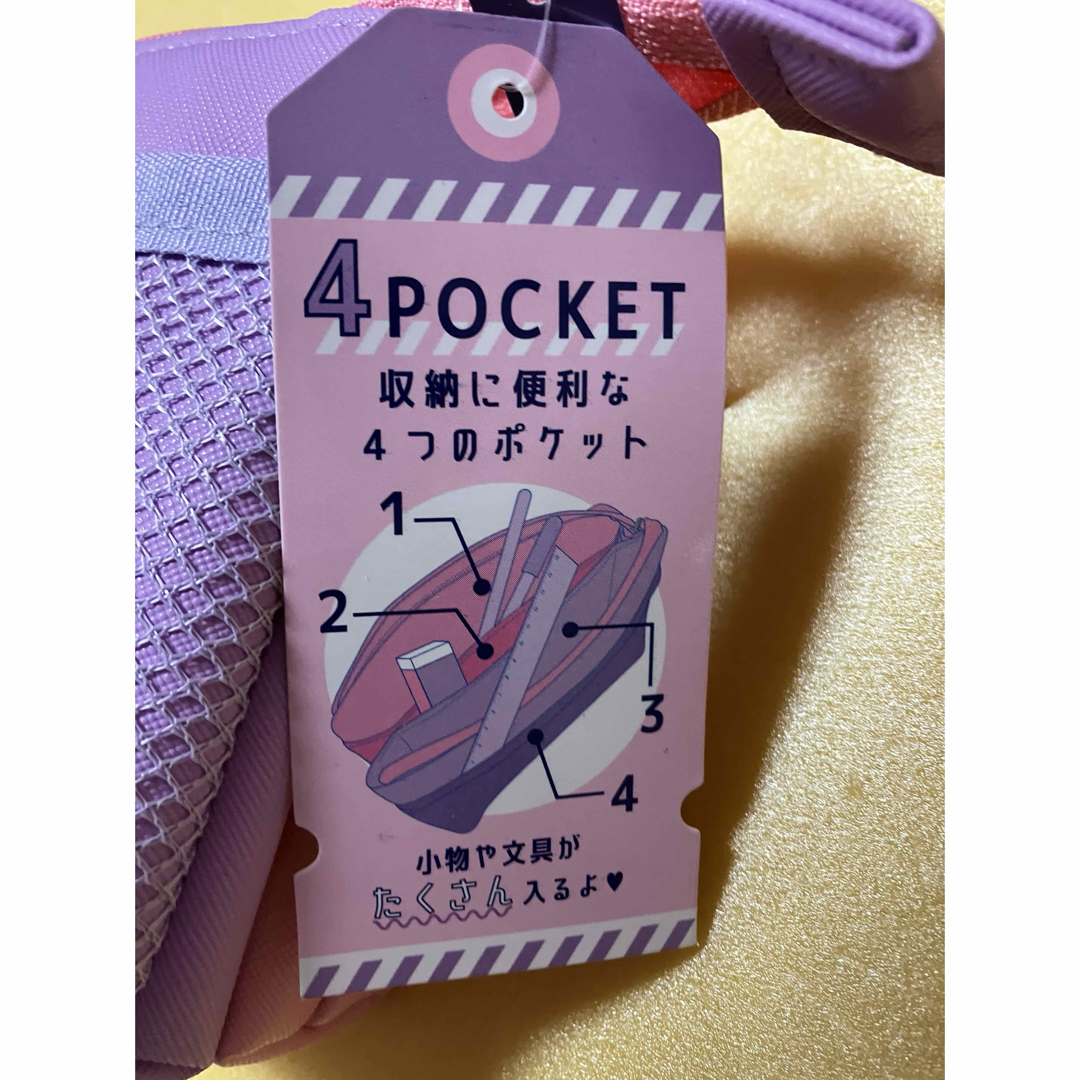 4POCKET
収納に便利な
4つのポケット
1
2
3
4
小物や文具が
たくさん入るよ♥